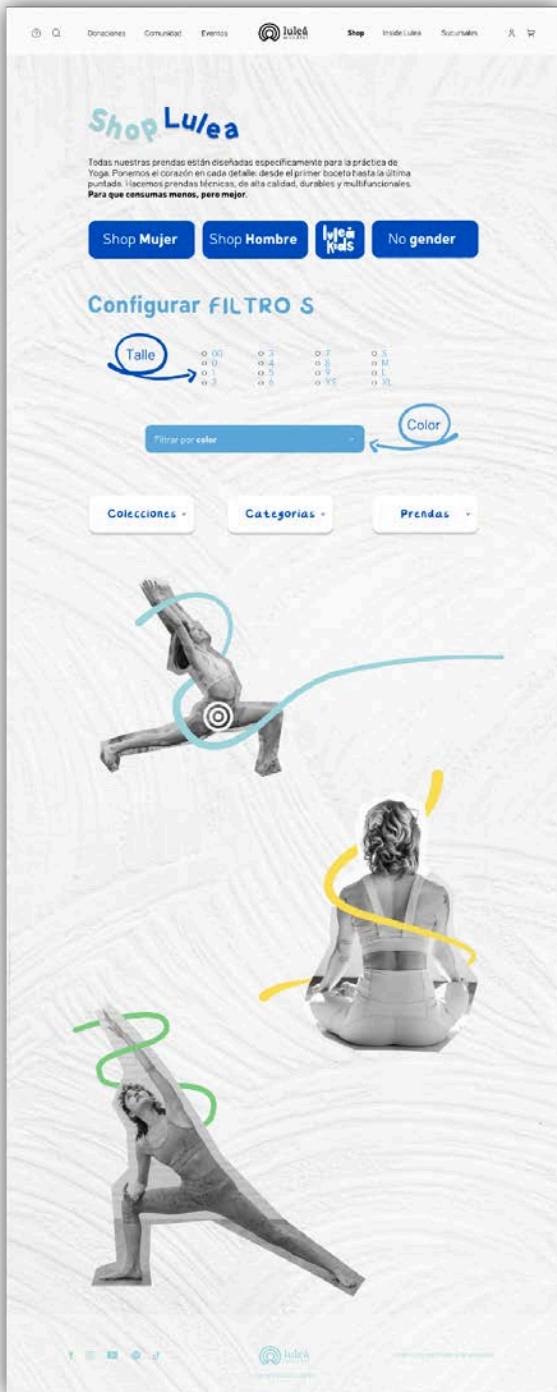 Donaciones Comunidad Eventos luleå Shop Inside Lulea Sucursales
Shop Lulea
Todas nuestras prendas están diseñadas específicamente para la práctica de
Yoga. Ponemos el corazón en cada detalle: desde el primer boceto hasta la última
puntada. Hacemos prendas técnicas, de alta calidad, durables y multifuncionales.
Para que consumas menos, pero mejor.
Shop Mujer Shop Hombre luleå kids No gender
Configurar FILTRO S
Talle
00 3 7 S
0 4 8 M
1 5 9 L
2 6 XS XL
Color
Filtrar por color
Colecciones Categorias Prendas
luleå